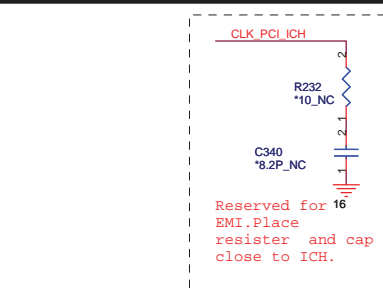 CLK_PCI_ICH
2
R232
*10_NC
1
2
C340
*8.2P_NC
1
Reserved for 16
EMI.Place
resister and cap
close to ICH.